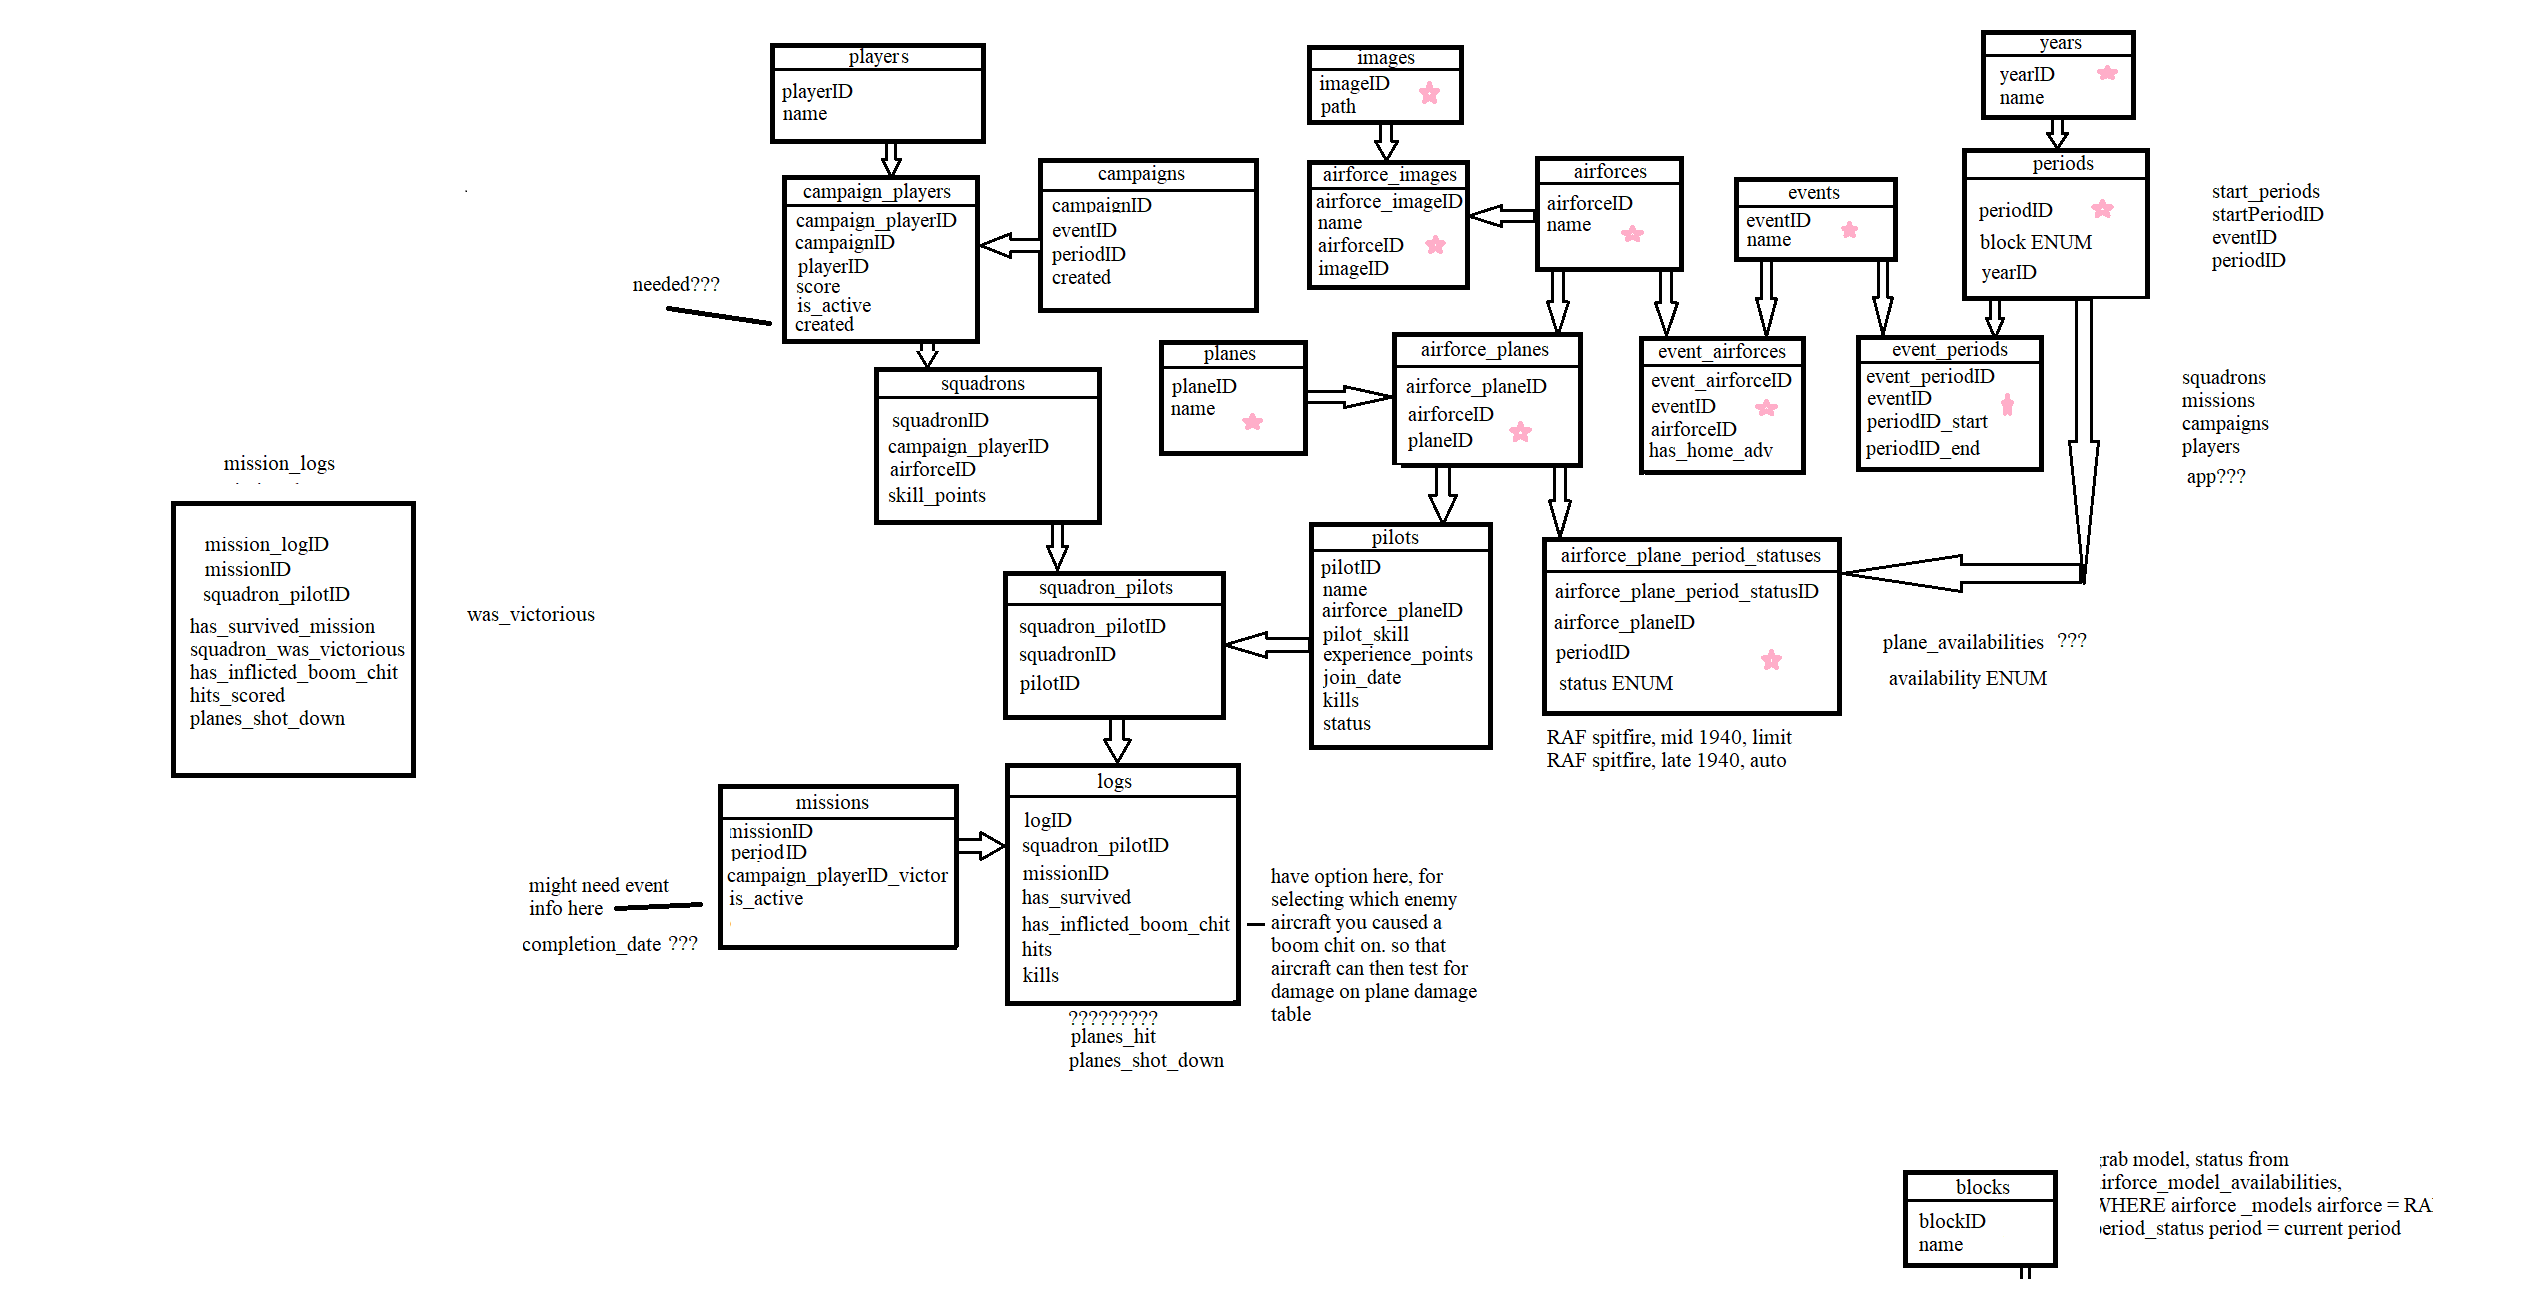 players
playerID
name
campaign_players
campaign_playerID
campaignID
playerID
score
is_active
created
needed???
campaigns
campaignID
eventID
periodID
created
images
imageID
path
airforce_images
airforce_imageID
name
airforceID
imageID
airforces
airforceID
name
events
eventID
name
years
yearID
name
periods
periodID
block ENUM
yearID
start_periods
startPeriodID
eventID
periodID
squadrons
squadronID
campaign_playerID
airforceID
skill_points
planes
planeID
name
airforce_planes
airforce_planeID
airforceID
planeID
event_airforces
event_airforceID
eventID
airforceID
has_home_adv
event_periods
event_periodID
eventID
periodID_start
periodID_end
squadrons
missions
campaigns
players
app???
mission_logs
mission_logID
missionID
squadron_pilotID
has_survived_mission
squadron_was_victorious
has_inflicted_boom_chit
hits_scored
planes_shot_down
was_victorious
squadron_pilots
squadron_pilotID
squadronID
pilotID
pilots
pilotID
name
airforce_planeID
pilot_skill
experience_points
join_date
kills
status
airforce_plane_period_statuses
airforce_plane_period_statusID
airforce_planeID
periodID
status ENUM
plane_availabilities ???
availability ENUM
RAF spitfire, mid 1940, limit
RAF spitfire, late 1940, auto
missions
missionID
periodID
campaign_playerID_victor
is_active
might need event
info here
completion_date ???
logs
logID
squadron_pilotID
missionID
has_survived
has_inflicted_boom_chit
hits
kills
?????????
planes_hit
planes_shot_down
have option here, for
selecting which enemy
aircraft you caused a
boom chit on. so that
aircraft can then test for
damage on plane damage
table
blocks
blockID
name
rab model, status from
irforce_model_availabilities,
WHERE airforce _models airforce = RA
eriod_status period = current period